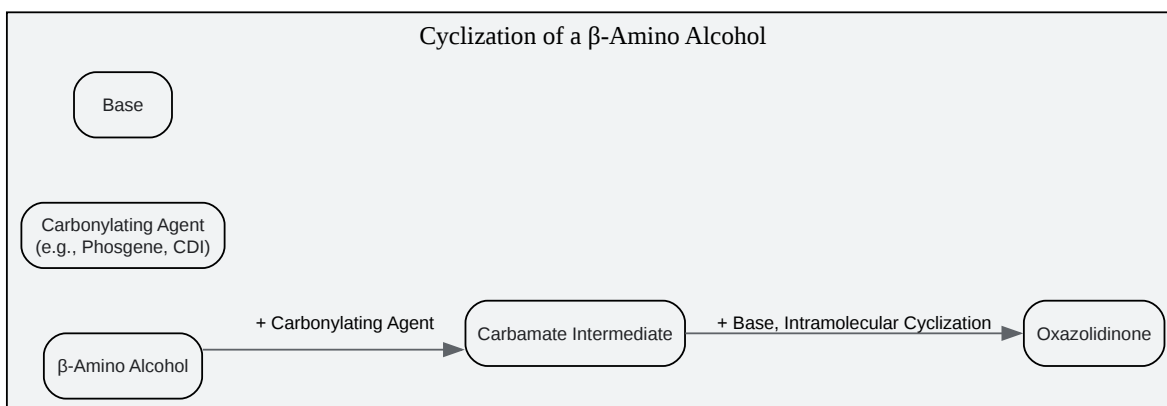 Cyclization of a β-Amino Alcohol
Base
Carbonylating Agent
(e.g., Phosgene, CDI)
β-Amino Alcohol
+ Carbonylating Agent
Carbamate Intermediate
+ Base, Intramolecular Cyclization
Oxazolidinone